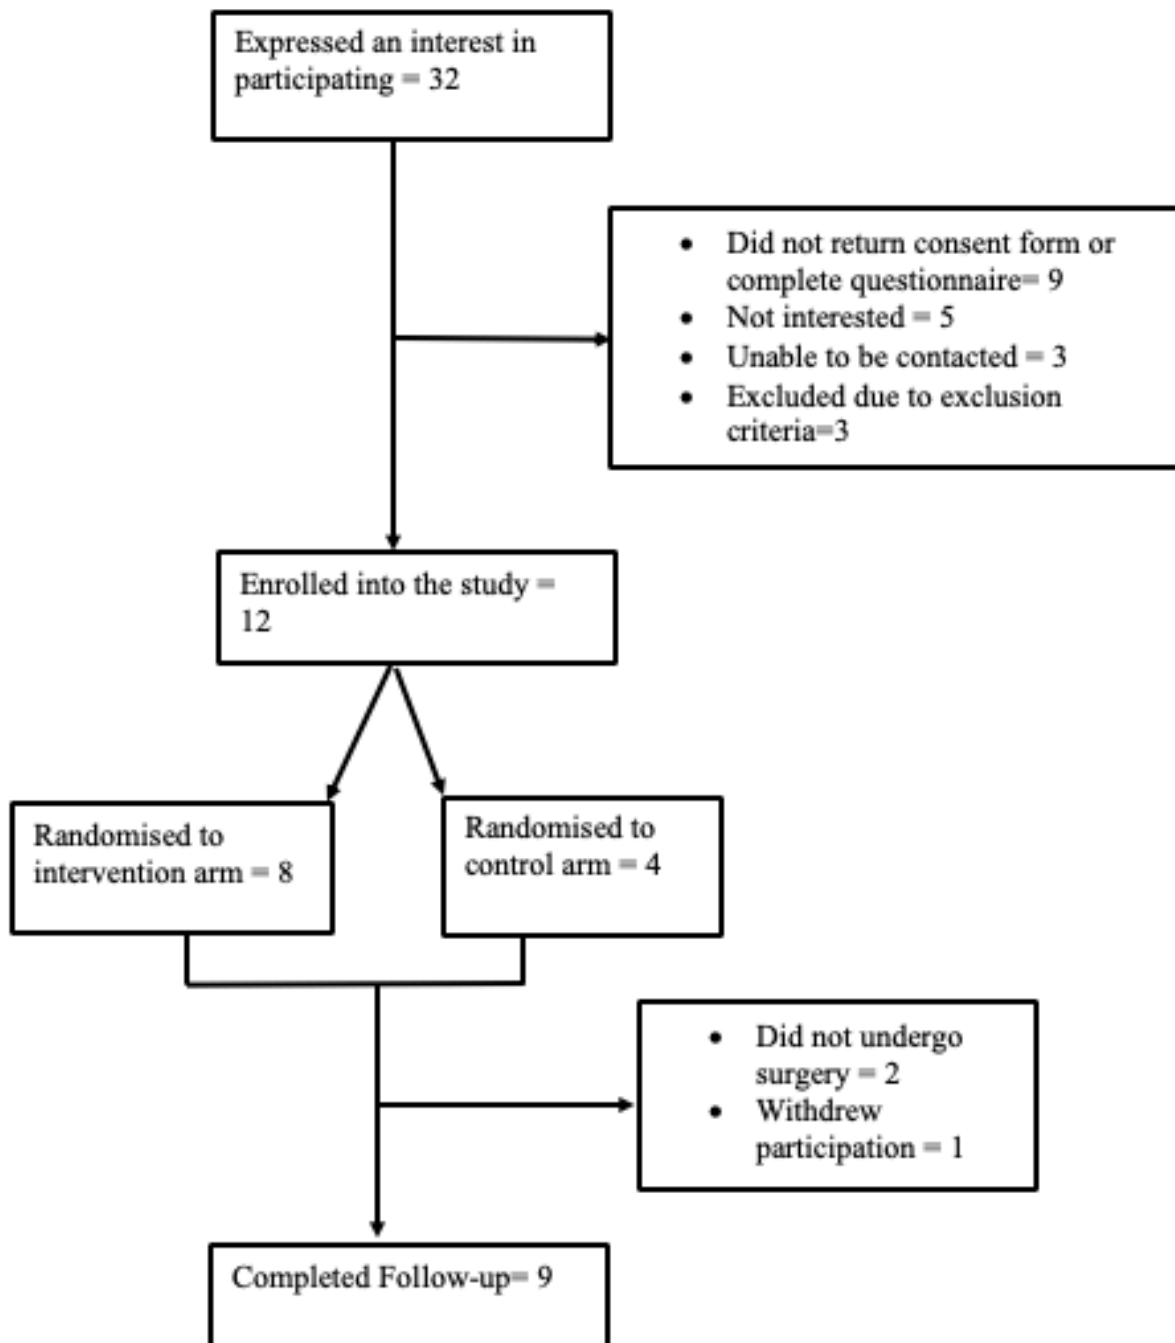 Expressed an interest in
participating = 32
• Did not return consent form or
complete questionnaire= 9
• Not interested = 5
• Unable to be contacted = 3
• Excluded due to exclusion
criteria=3
Enrolled into the study =
12
Randomised to
intervention arm = 8
Randomised to
control arm = 4
• Did not undergo
surgery = 2
• Withdrew
participation = 1
Completed Follow-up= 9